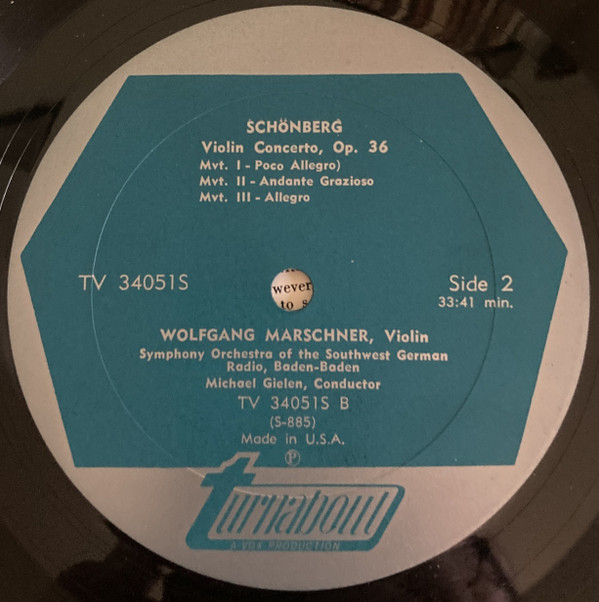 SCHÖNBERG
Violin Concerto, Op. 36
Mvt. I - Poco Allegro)
Mvt. II - Andante Grazioso
Mvt. III - Allegro
TV 34051S
wever
to s
Side 2
33:41 min.
WOLFGANG MARSCHNER, Violin
Symphony Orchestra of the Southwest German
Radio, Baden-Baden
Michael Gielen, Conductor
TV 34051S B
(S-885)
Made in U.S.A.
℗
turnabout
A VOX PRODUCTION